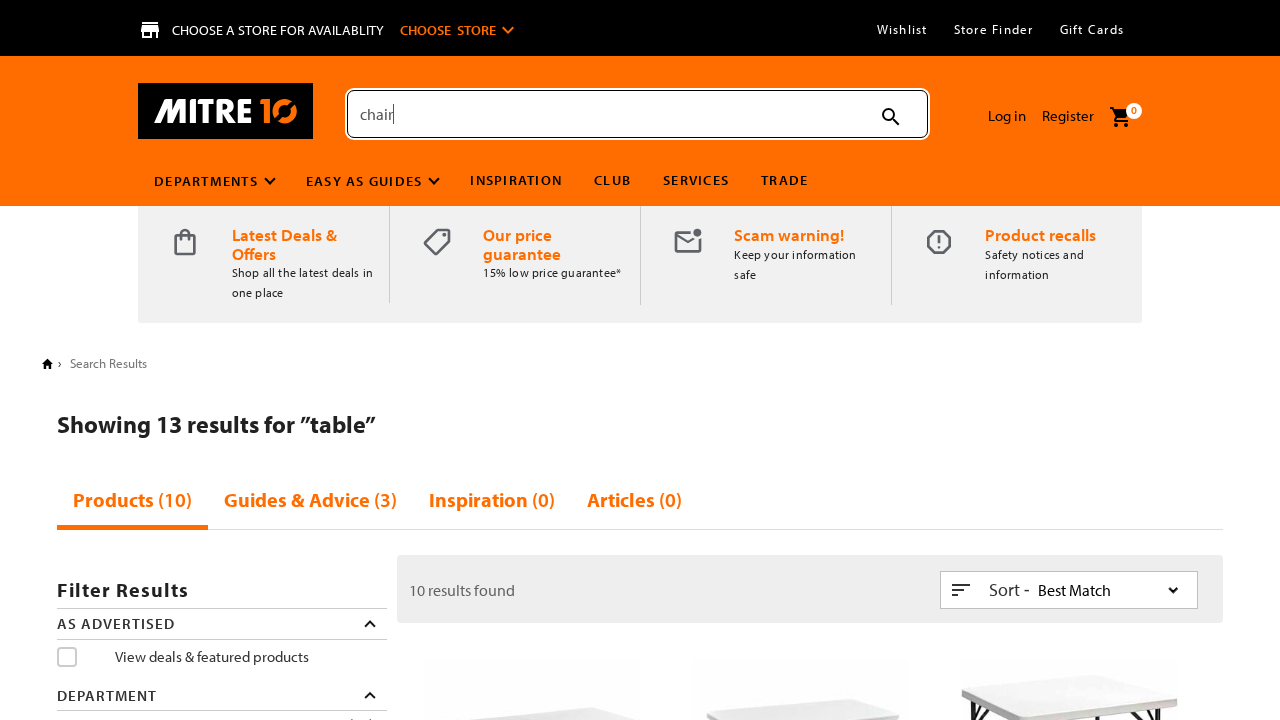 CHOOSE A STORE FOR AVAILABLITY CHOOSE STORE Wishlist Store Finder Gift Cards
MITRE 10 chair Log in Register 0
DEPARTMENTS EASY AS GUIDES INSPIRATION CLUB SERVICES TRADE
Latest Deals &
Offers
Shop all the latest deals in
one place
Our price
guarantee
15% low price guarantee*
Scam warning!
Keep your information
safe
Product recalls
Safety notices and
information
› Search Results
Showing 13 results for ”table”
Products (10) Guides & Advice (3) Inspiration (0) Articles (0)
Filter Results
AS ADVERTISED
View deals & featured products
DEPARTMENT
10 results found Sort - Best Match